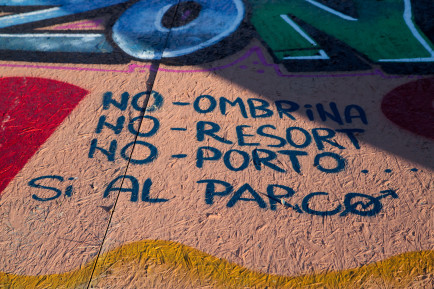 NO-OMBRINA
NO-RESORT
NO-PORTO...
Si AL PARCO